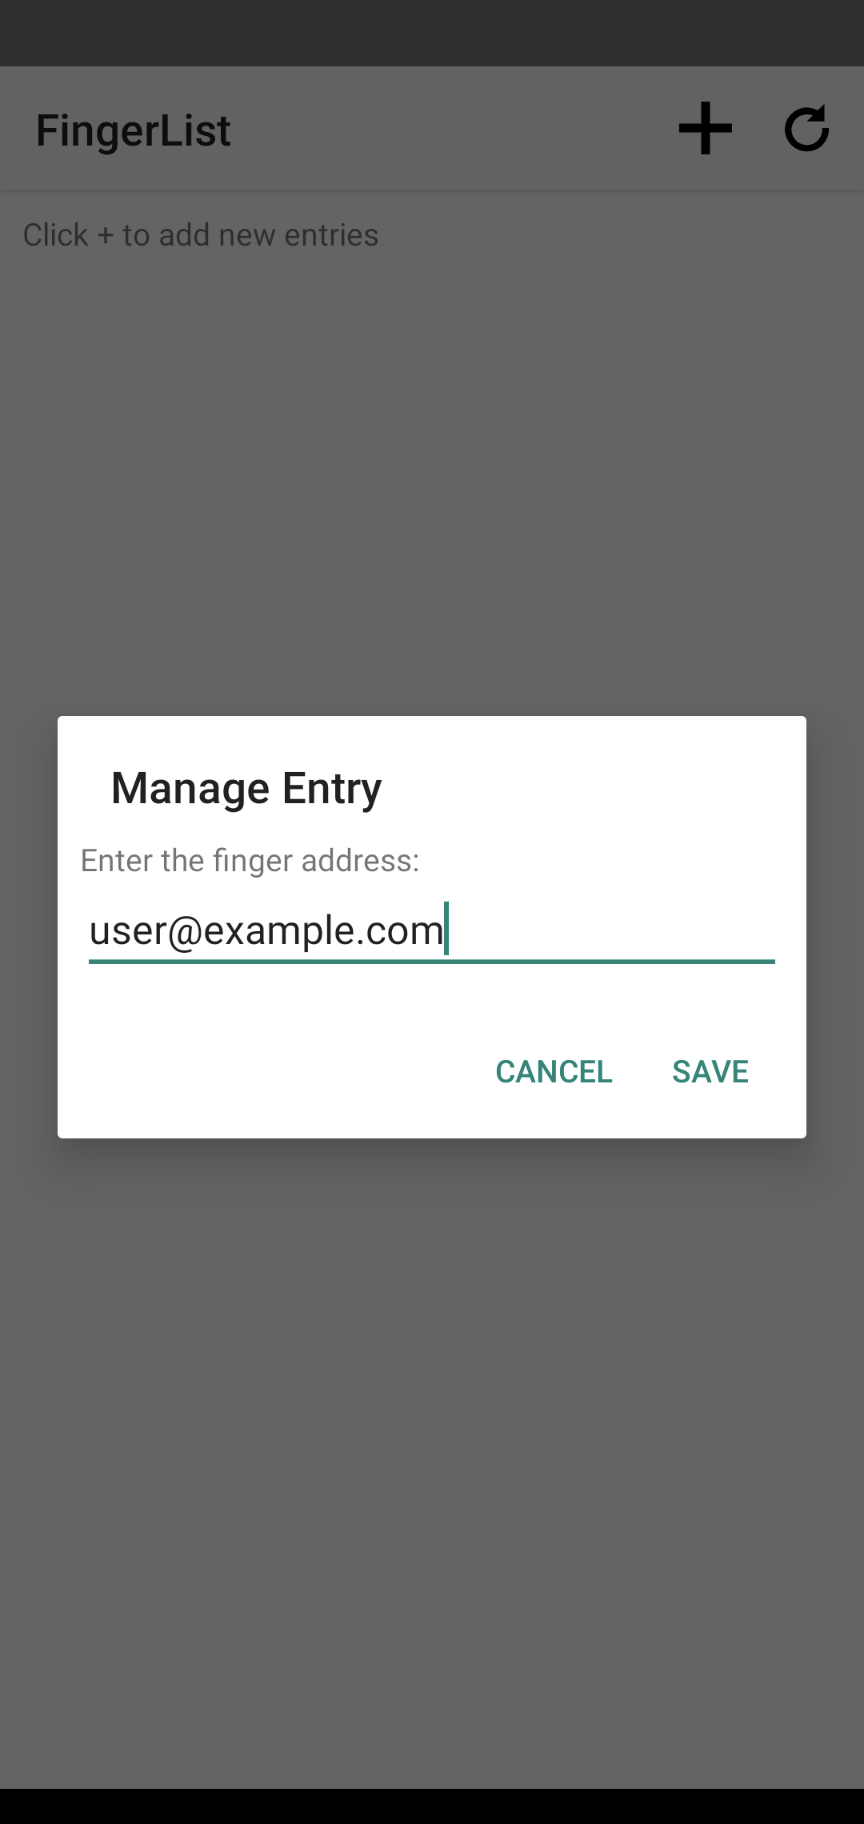 FingerList
Click + to add new entries
Manage Entry
Enter the finger address:
user@example.com
CANCEL SAVE